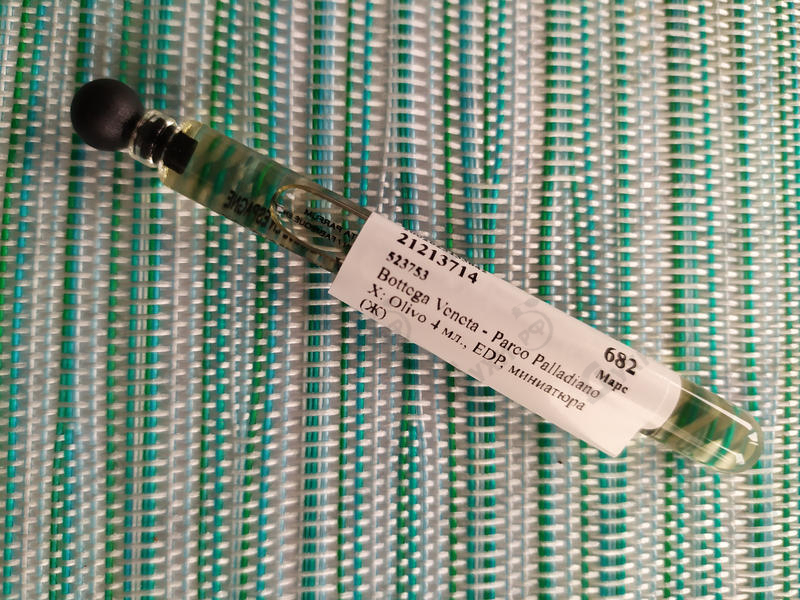 21213714
523753
Bottega Veneta - Parco Palladiano
X: Olivo 4 мл., EDP, миниатюра
(Ж)
682
Марс